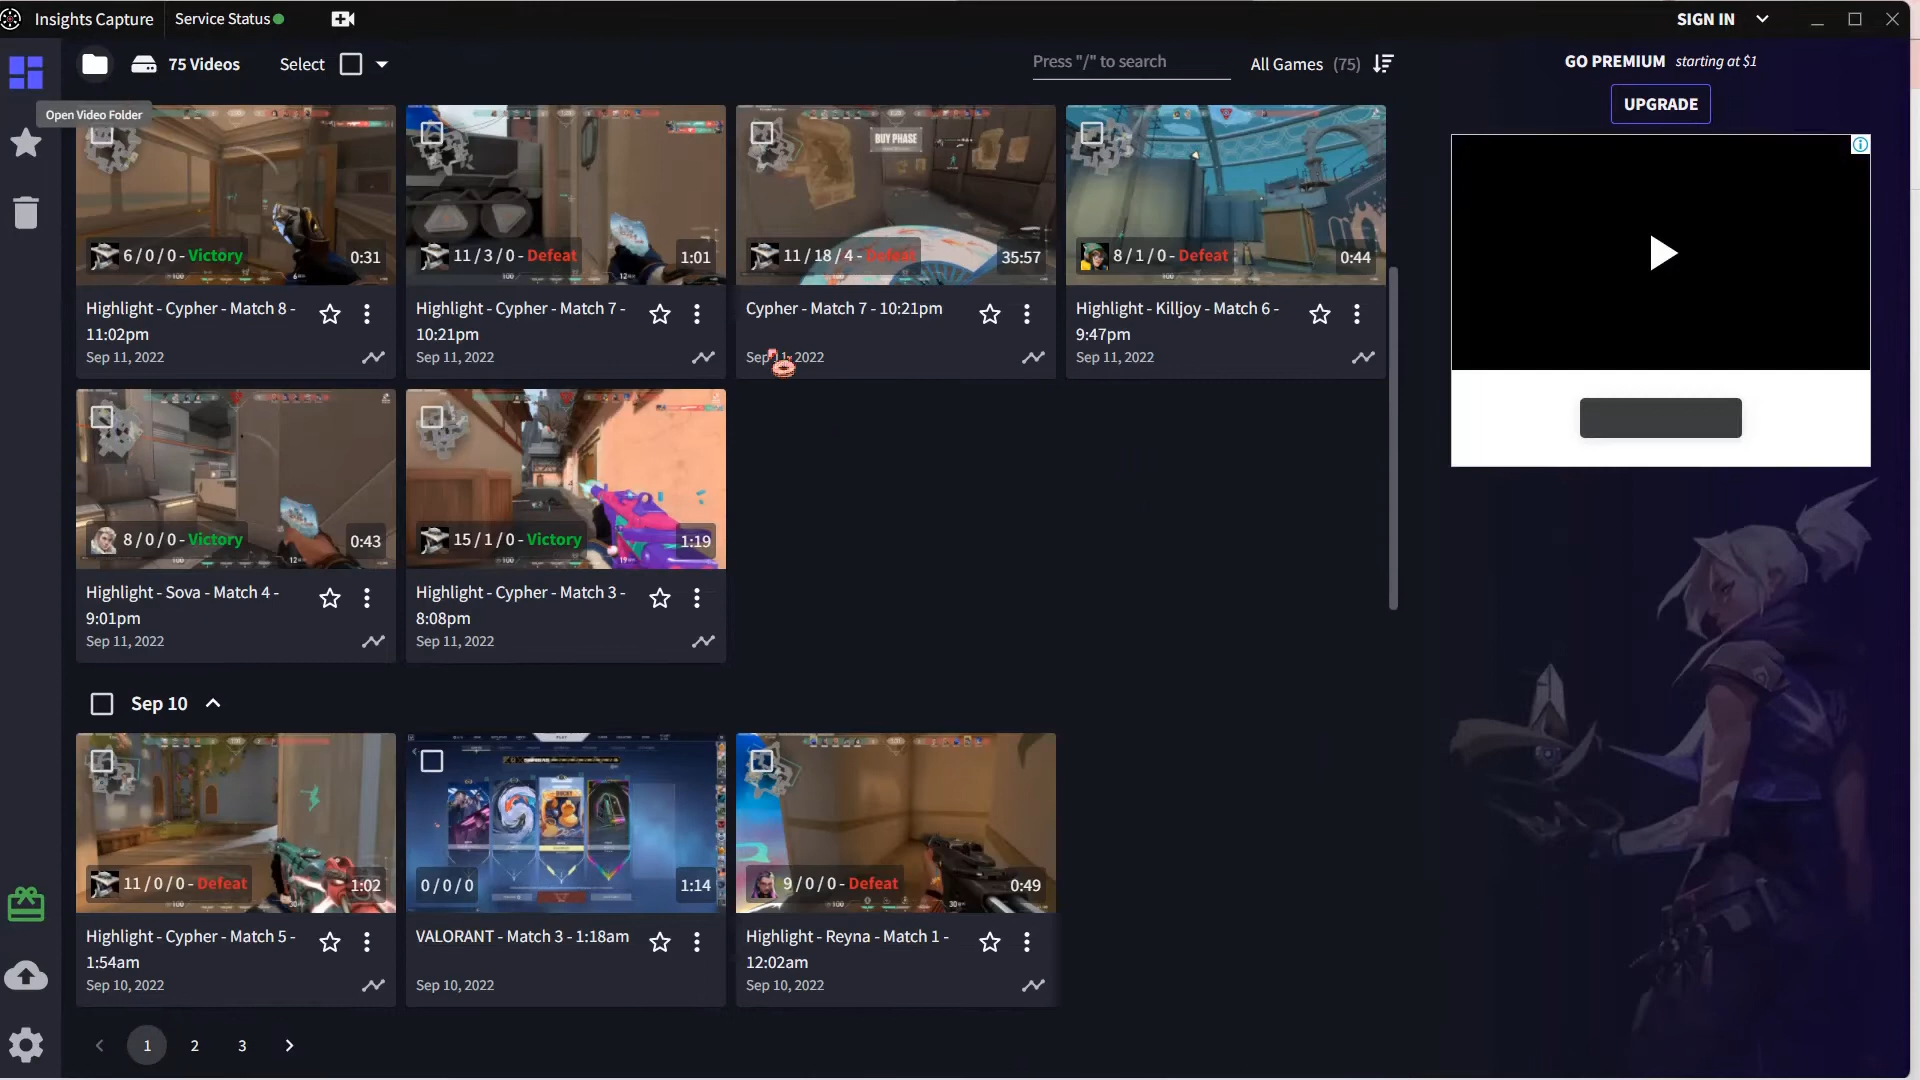 Insights Capture
Service Status
SIGN IN
75 Videos
Select
Press "/" to search
All Games (75)
GO PREMIUM starting at $1
UPGRADE
Open Video Folder
BUY PHASE
6 / 0 / 0 - Victory
0:31
11 / 3 / 0 - Defeat
1:01
11 / 18 / 4 - Defeat
35:57
8 / 1 / 0 - Defeat
0:44
Highlight - Cypher - Match 8 -
11:02pm
Sep 11, 2022
Highlight - Cypher - Match 7 -
10:21pm
Sep 11, 2022
Cypher - Match 7 - 10:21pm
Sep 11, 2022
Highlight - Killjoy - Match 6 -
9:47pm
Sep 11, 2022
8 / 0 / 0 - Victory
0:43
15 / 1 / 0 - Victory
1:19
Highlight - Sova - Match 4 -
9:01pm
Sep 11, 2022
Highlight - Cypher - Match 3 -
8:08pm
Sep 11, 2022
Sep 10
11 / 0 / 0 - Defeat
1:02
0 / 0 / 0
1:14
9 / 0 / 0 - Defeat
0:49
Highlight - Cypher - Match 5 -
1:54am
Sep 10, 2022
VALORANT - Match 3 - 1:18am
Sep 10, 2022
Highlight - Reyna - Match 1 -
12:02am
Sep 10, 2022
1 2 3